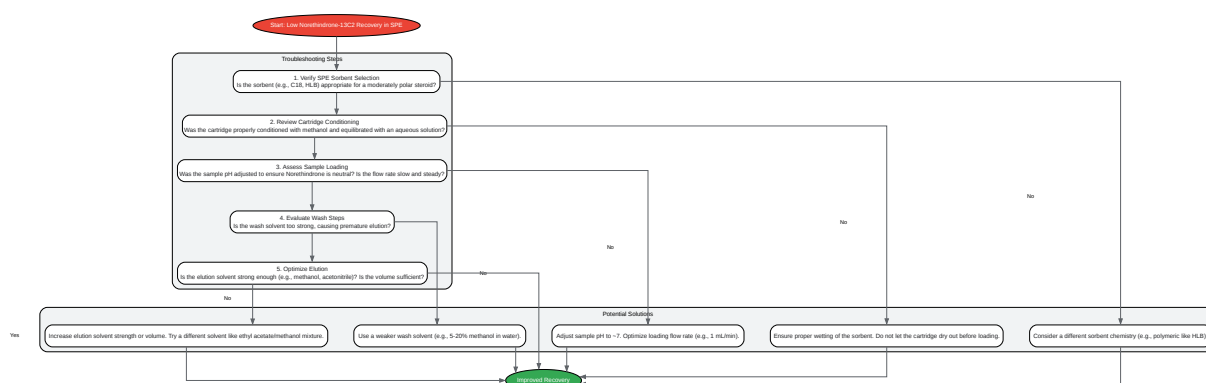 Start: Low Norethindrone-13C2 Recovery in SPE
Troubleshooting Steps
1. Verify SPE Sorbent Selection
Is the sorbent (e.g., C18, HLB) appropriate for a moderately polar steroid?
2. Review Cartridge Conditioning
Was the cartridge properly conditioned with methanol and equilibrated with an aqueous solution?
3. Assess Sample Loading
Was the sample pH adjusted to ensure Norethindrone is neutral? Is the flow rate slow and steady?
No
4. Evaluate Wash Steps
Is the wash solvent too strong, causing premature elution?
No
No
5. Optimize Elution
Is the elution solvent strong enough (e.g., methanol, acetonitrile)? Is the volume sufficient?
No
No
Potential Solutions
Yes
Increase elution solvent strength or volume. Try a different solvent like ethyl acetate/methanol mixture.
Use a weaker wash solvent (e.g., 5-20% methanol in water).
Adjust sample pH to ~7. Optimize loading flow rate (e.g., 1 mL/min).
Ensure proper wetting of the sorbent. Do not let the cartridge dry out before loading.
Consider a different sorbent chemistry (e.g., polymeric like HLB)
Improved Recovery